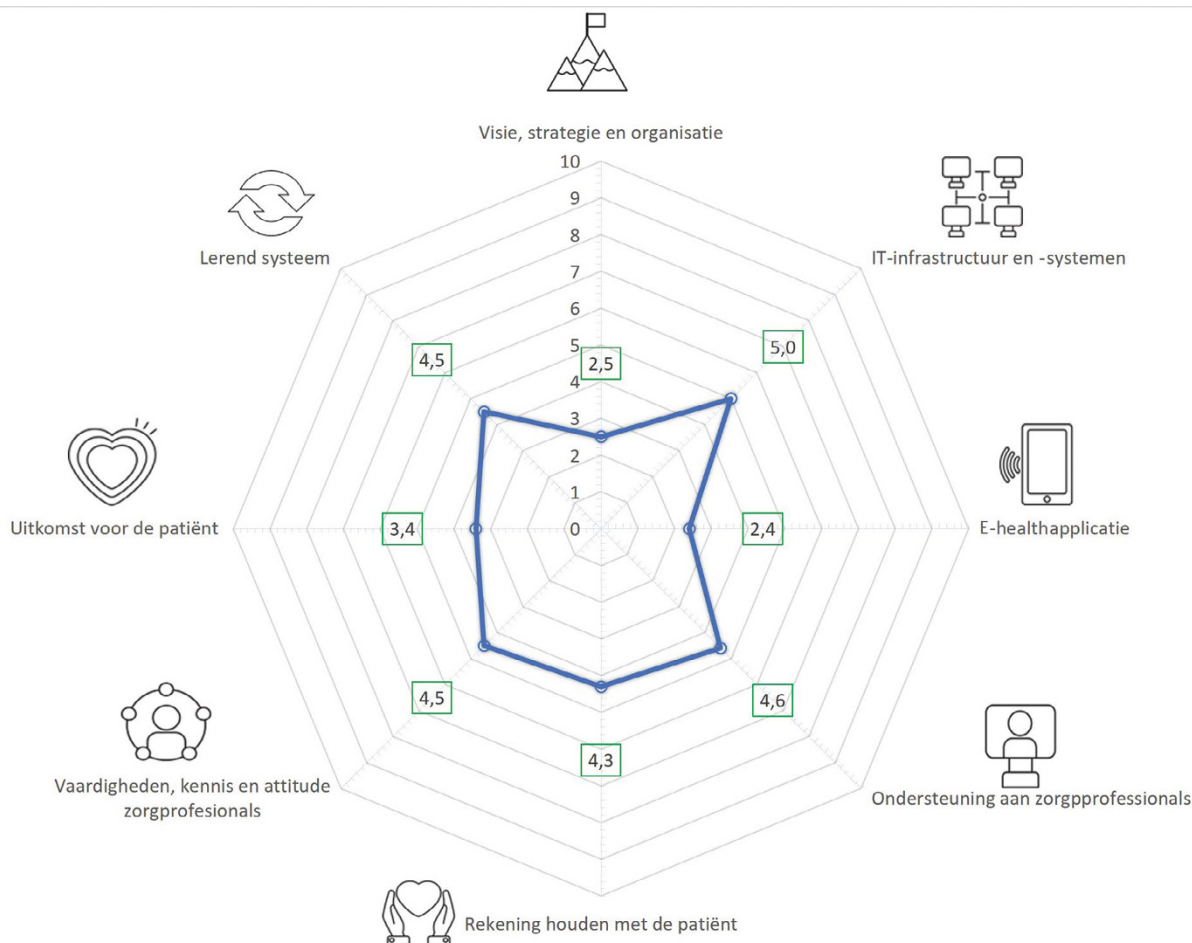 Visie, strategie en organisatie
10
9
8
7
6
5
4
3
2
1
0
IT-infrastructuur en -systemen
Lerend systeem
5,0
4,5
2,5
E-healthapplicatie
Uitkomst voor de patiënt
3,4
2,4
4,5
4,6
4,3
Vaardigheden, kennis en attitude
zorgprofesionals
Ondersteuning aan zorgpprofessionals
Rekening houden met de patiënt